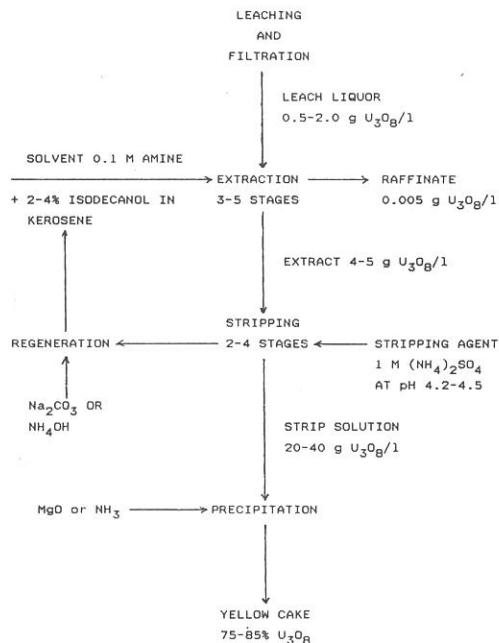 LEACHING
AND
FILTRATION
LEACH LIQUOR
0.5-2.0 g U₃O₈/l
SOLVENT 0.1 M AMINE
+ 2-4% ISODECANOL IN
KEROSENE
EXTRACTION
3-5 STAGES
RAFFINATE
0.005 g U₃O₈/l
EXTRACT 4-5 g U₃O₈/l
STRIPPING
2-4 STAGES
REGENERATION
STRIPPING AGENT
1 M (NH₄)₂SO₄
AT pH 4.2-4.5
Na₂CO₃ OR
NH₄OH
STRIP SOLUTION
20-40 g U₃O₈/l
MgO or NH₃
PRECIPITATION
YELLOW CAKE
75-85% U₃O₈